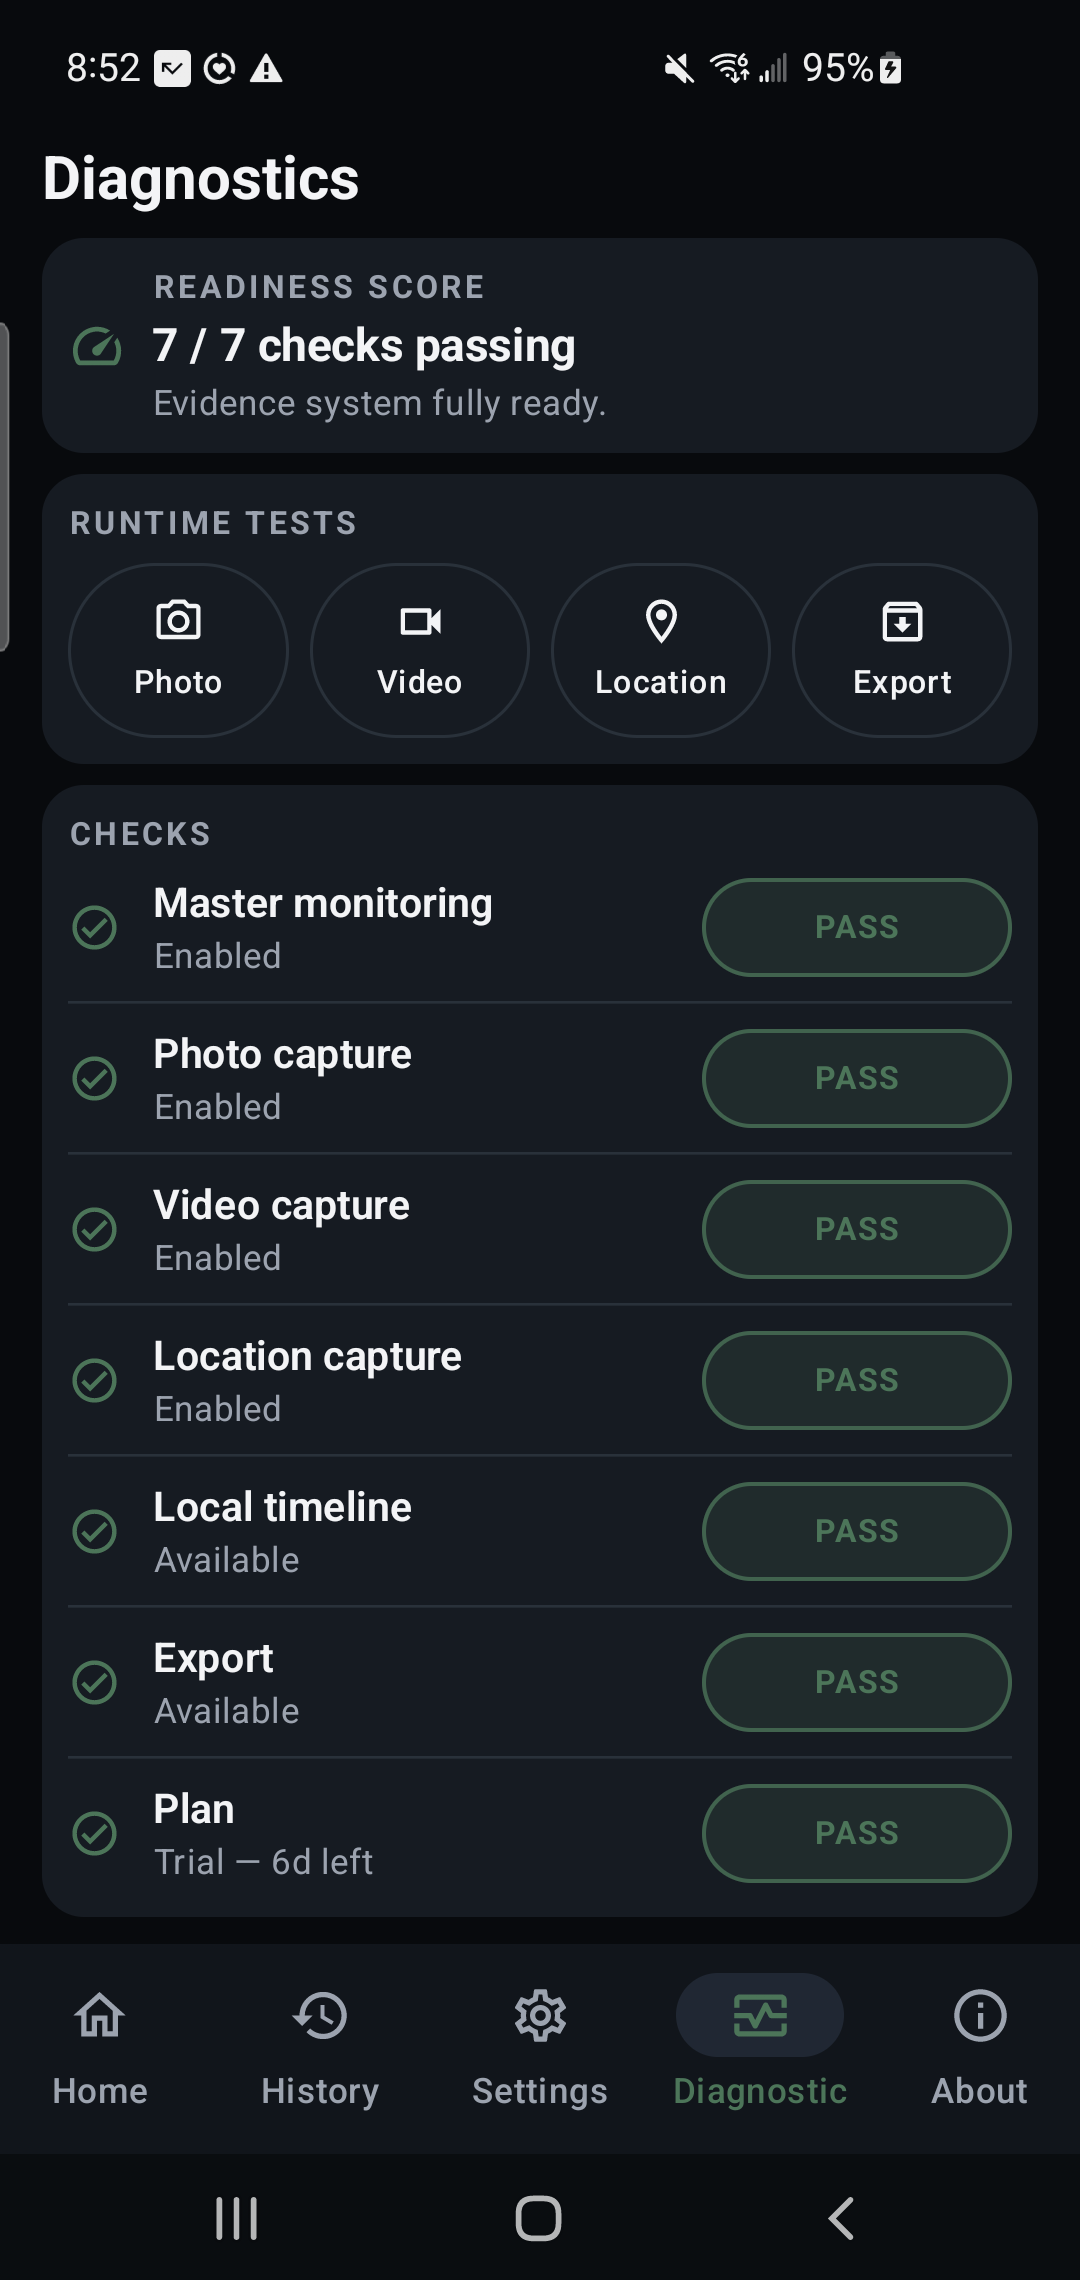 8:52 95%
Diagnostics
READINESS SCORE
7 / 7 checks passing
Evidence system fully ready.
RUNTIME TESTS
Photo Video Location Export
CHECKS
Master monitoring
Enabled
PASS
Photo capture
Enabled
PASS
Video capture
Enabled
PASS
Location capture
Enabled
PASS
Local timeline
Available
PASS
Export
Available
PASS
Plan
Trial — 6d left
PASS
Home History Settings Diagnostic About